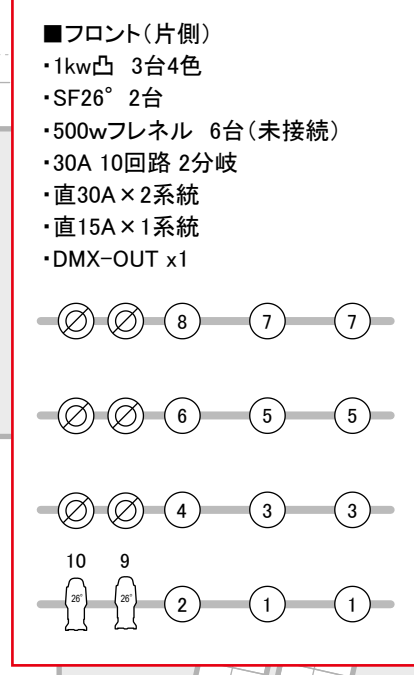 ■フロント（片側）
・1kw凸 3台4色
・SF26° 2台
・500wフレネル 6台（未接続）
・30A 10回路 2分岐
・直30A×2系統
・直15A×1系統
・DMX-OUT x1
8 7 7
6 5 5
4 3 3
10 9
26° 26° 2 1 1